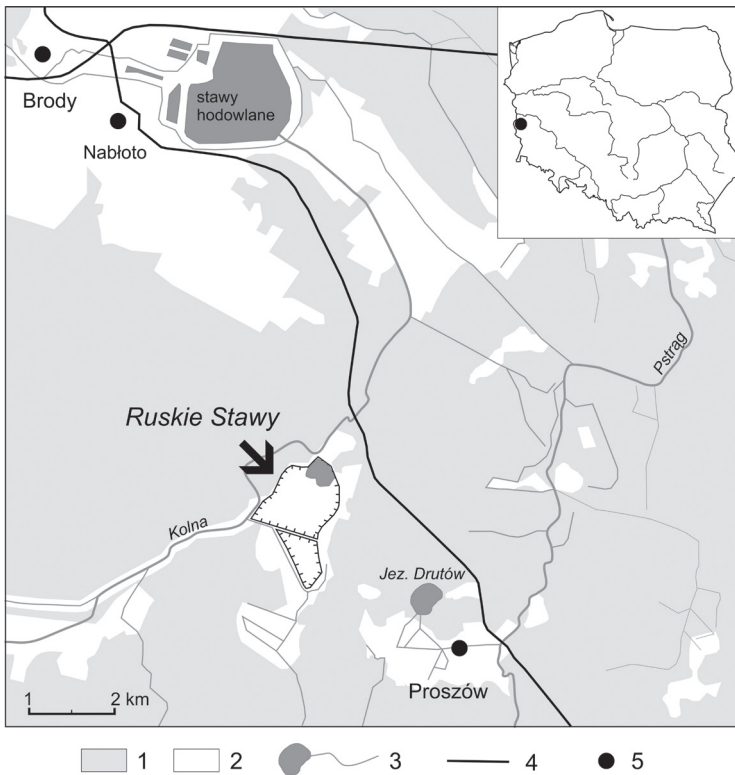 Brody
stawy
hodowlane
Nabłoto
Pstrąg
Ruskie Stawy
Kolna
Jez. Drutów
Proszów
1 2 km
1 2 3 4 5